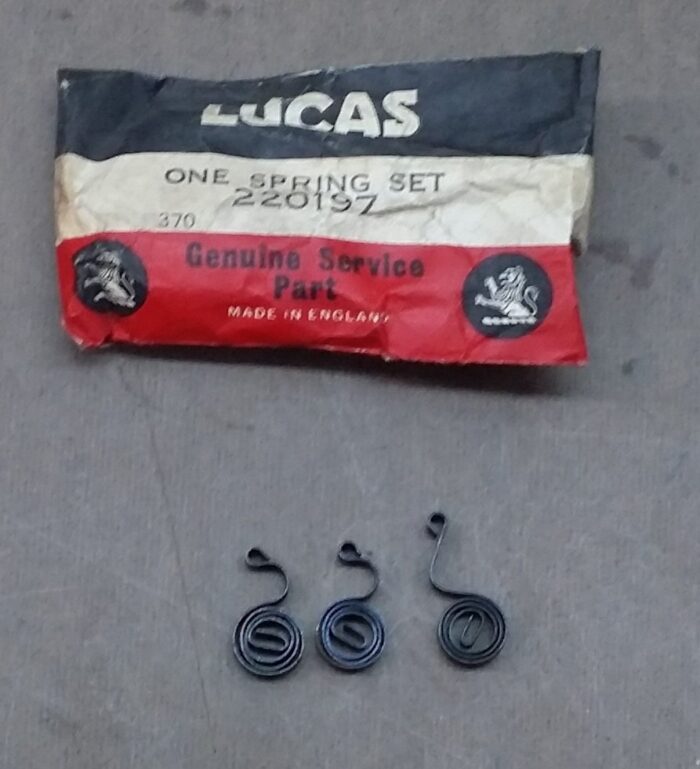 LUCAS
ONE SPRING SET
220197
370
Genuine Service
Part
MADE IN ENGLAND